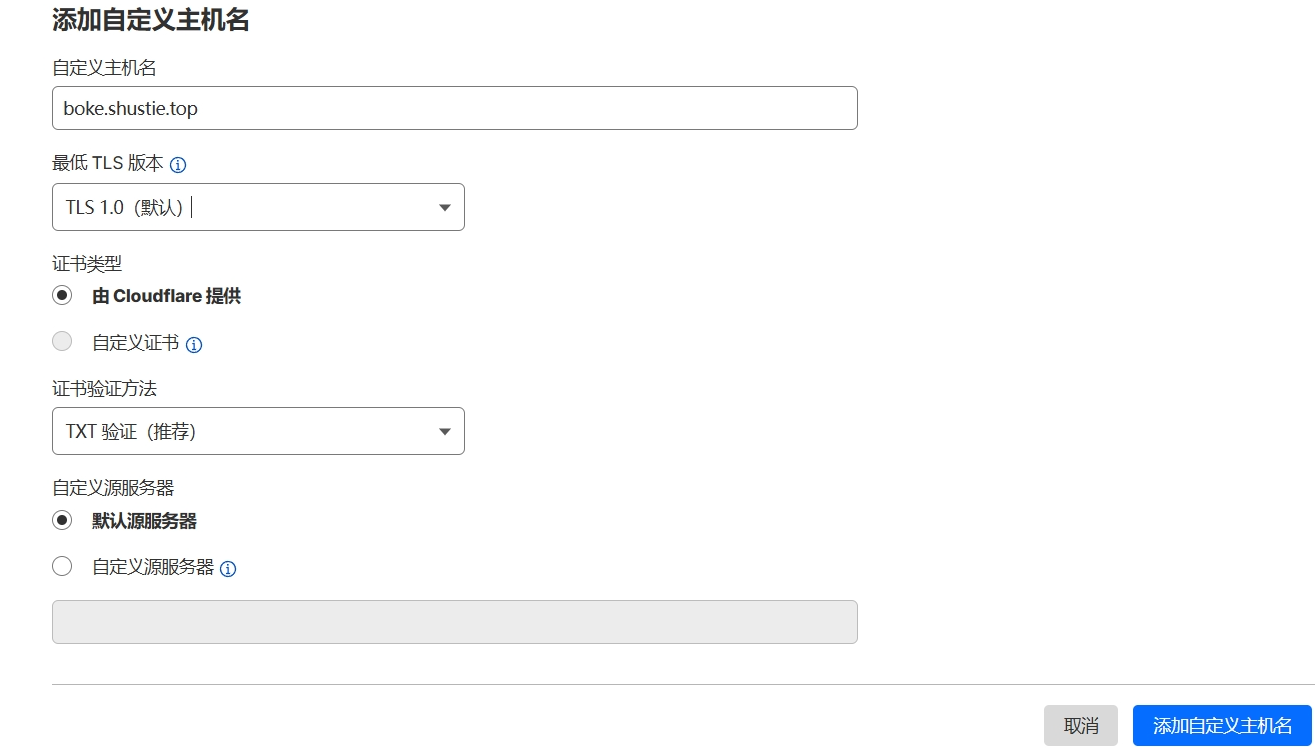 添加自定义主机名
自定义主机名
boke.shustie.top
最低 TLS 版本
TLS 1.0（默认）
证书类型
由 Cloudflare 提供
自定义证书
证书验证方法
TXT 验证（推荐）
自定义源服务器
默认源服务器
自定义源服务器
取消
添加自定义主机名